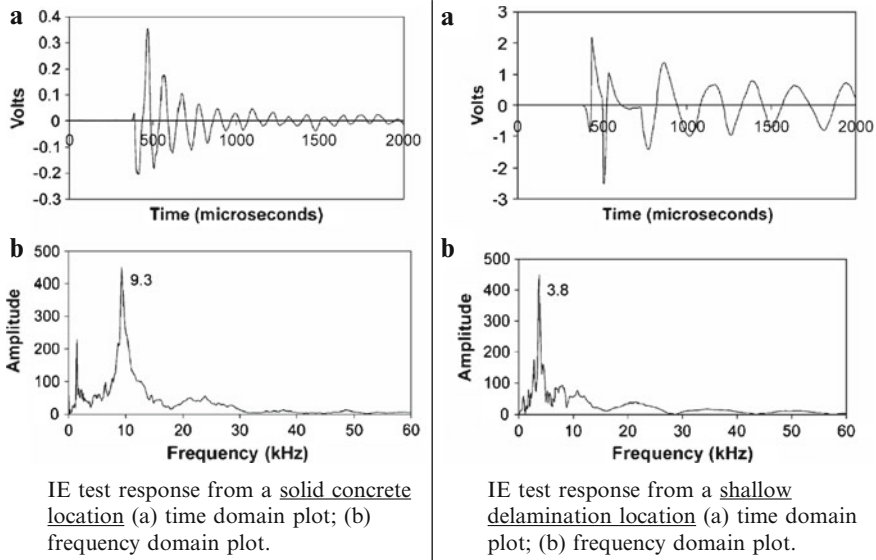 a
0.4
0.3
0.2
0.1
0
-0.1
-0.2
-0.3
Volts
0
500
1000
1500
2000
Time (microseconds)
b
500
400
300
200
100
0
Amplitude
9.3
0
10
20
30
40
50
60
Frequency (kHz)
IE test response from a solid concrete
location (a) time domain plot; (b)
frequency domain plot.
a
3
2
1
0
-1
-2
-3
Volts
0
500
1000
1500
2000
Time (microseconds)
b
500
400
300
200
100
0
Amplitude
3.8
0
10
20
30
40
50
60
Frequency (kHz)
IE test response from a shallow
delamination location (a) time domain
plot; (b) frequency domain plot.